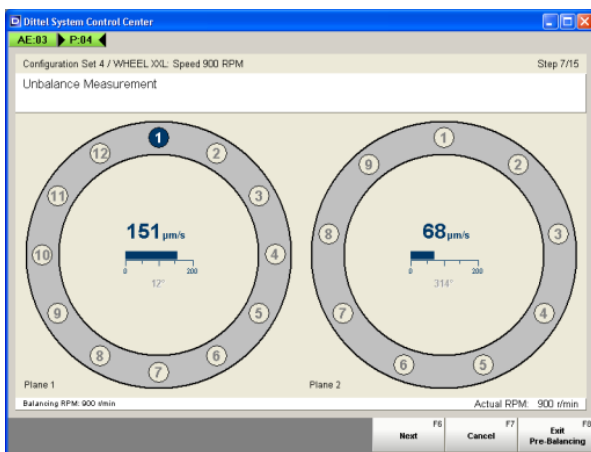 Dittel System Control Center
AE:03 P:04
Configuration Set 4 / WHEEL XXL: Speed 900 RPM Step 7/15
Unbalance Measurement
1
2
3
4
5
6
7
8
9
10
11
12
151 µm/s
0 200
12°
Plane 1
1
2
3
4
5
6
7
8
9
68 µm/s
0 200
314°
Plane 2
Balancing RPM: 900 r/min Actual RPM: 900 r/min
F6
Next
F7
Cancel
F8
Exit
Pre-Balancing